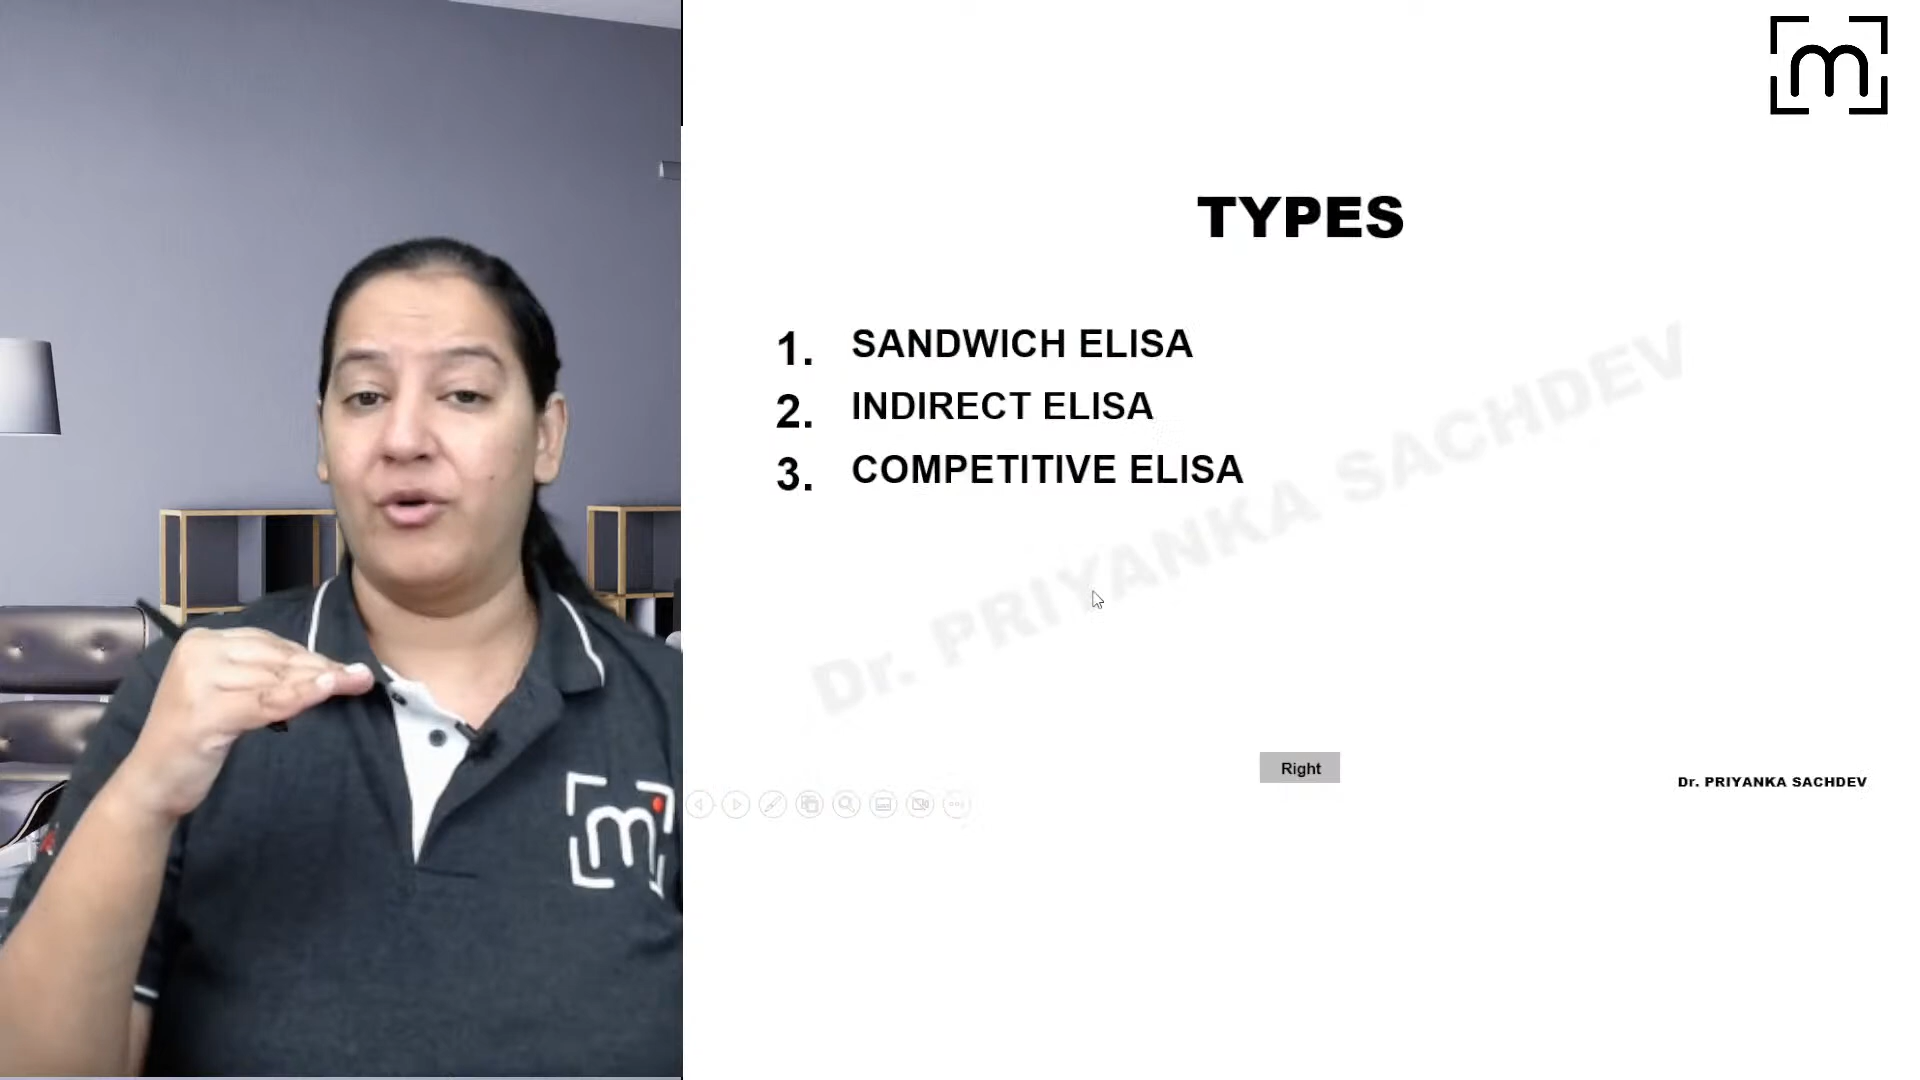 m
TYPES
1. SANDWICH ELISA
2. INDIRECT ELISA
3. COMPETITIVE ELISA
Dr. PRIYANKA SACHDEV
Right
Dr. PRIYANKA SACHDEV
m